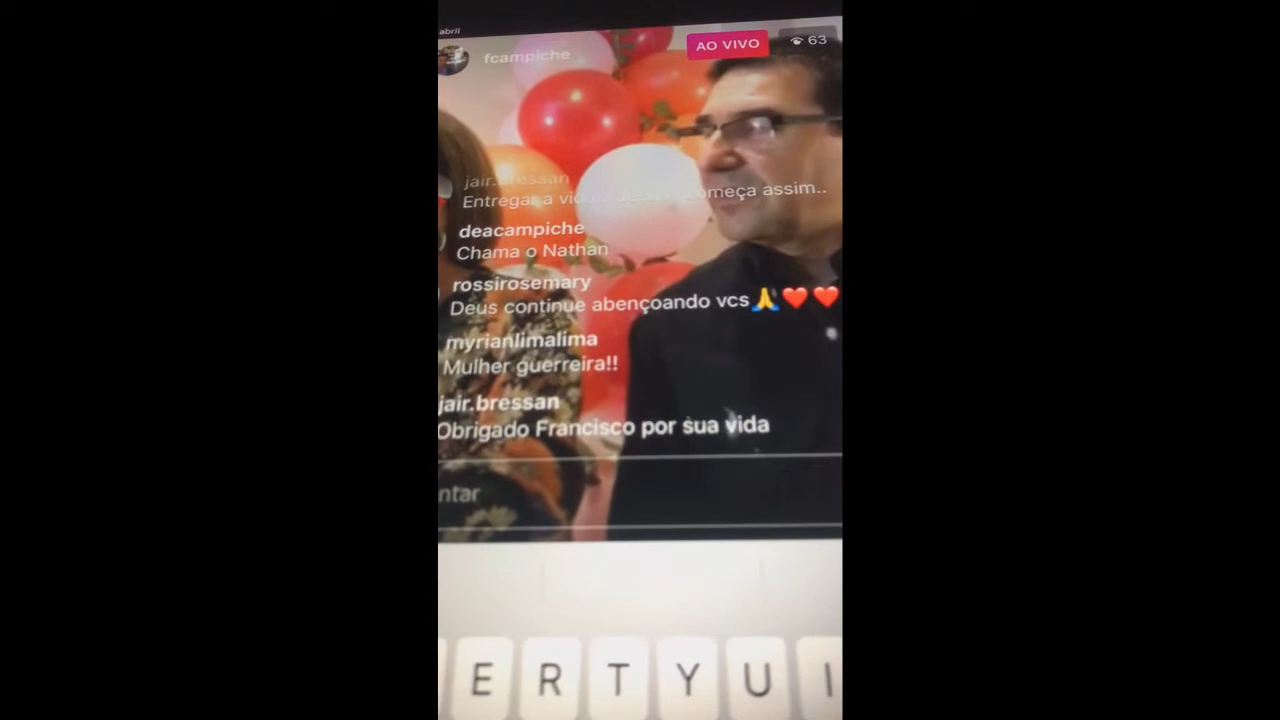 abril
fcampiche
AO VIVO
63
jair.bressan
Entregar a começa assim..
deacampiche
Chama o Nathan
rossirosemary
Deus continue abençoando vcs🙏❤️❤️
myrianlimalima
Mulher guerreira!!
jair.bressan
Obrigado Francisco por sua vida
ntar
E R T Y U I